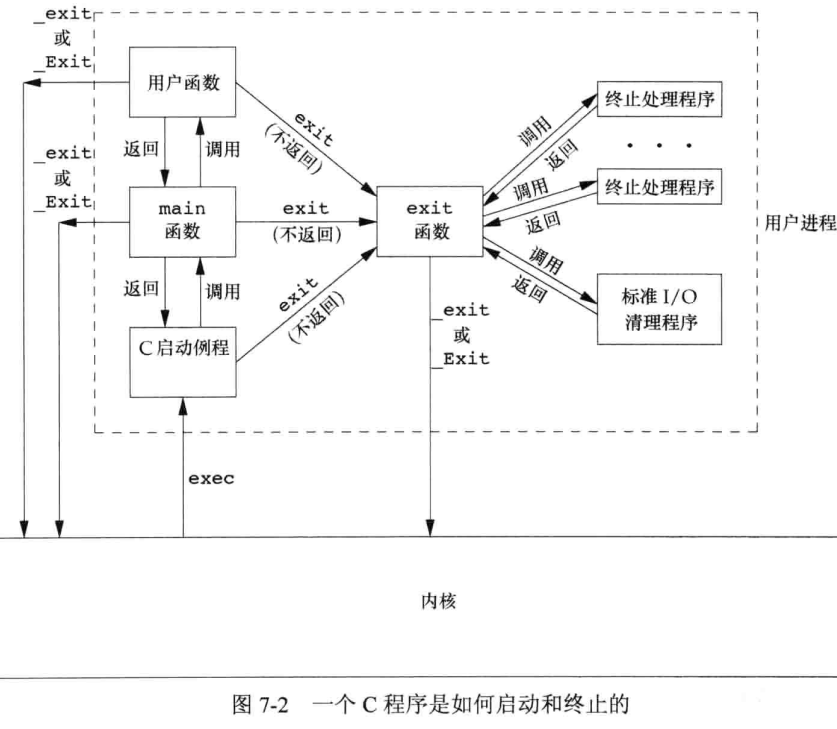 _exit
或
_Exit
用户函数
终止处理程序
exit
(不返回)
调用
返回
. . .
返回
调用
_exit
或
_Exit
main
函数
exit
(不返回)
exit
函数
调用
返回
终止处理程序
用户进程
返回
调用
exit
(不返回)
调用
返回
标准 I/O
清理程序
C启动例程
_exit
或
_Exit
exec
内核
图 7-2 一个 C 程序是如何启动和终止的